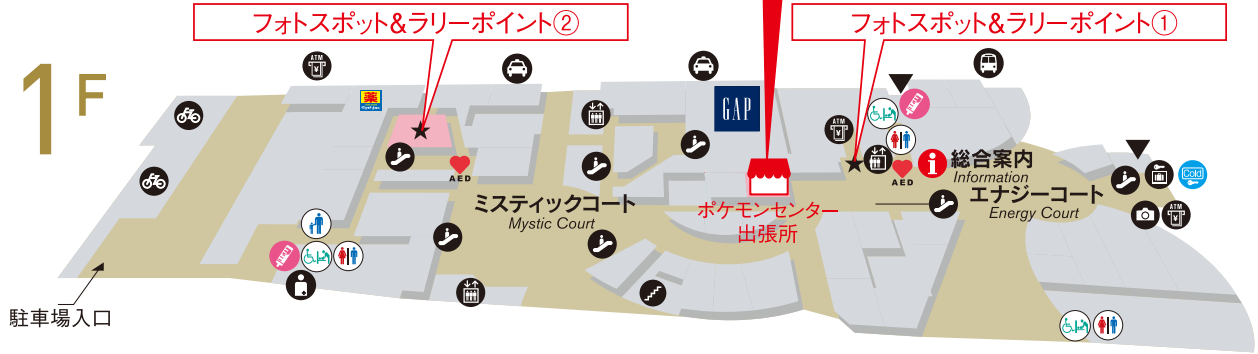 フォトスポット&ラリーポイント②
フォトスポット&ラリーポイント①
1F
ATM
¥
薬
GAP
ATM
¥
AED
AED
i
総合案内
Information
エナジーコート
Energy Court
Cold
ATM
¥
ミスティックコート
Mystic Court
ポケモンセンター
出張所
駐車場入口